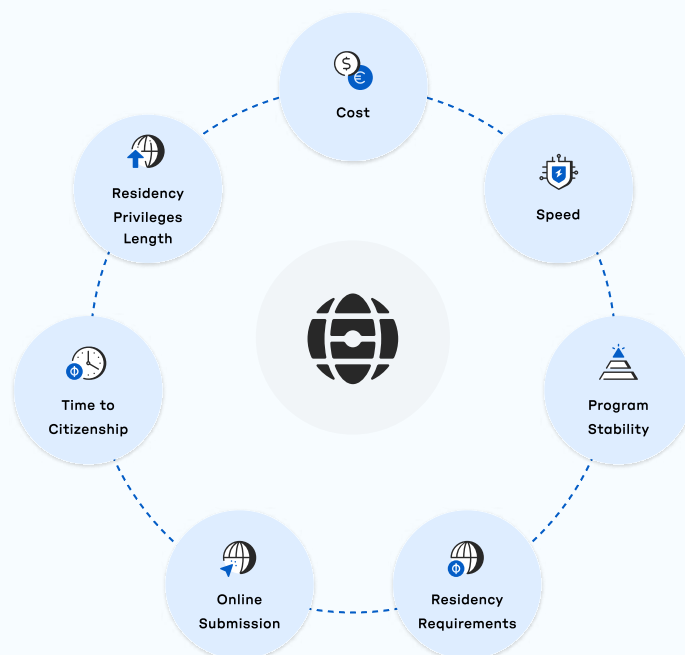 Cost
Speed
Program
Stability
Residency
Requirements
Online
Submission
Time to
Citizenship
Residency
Privileges
Length